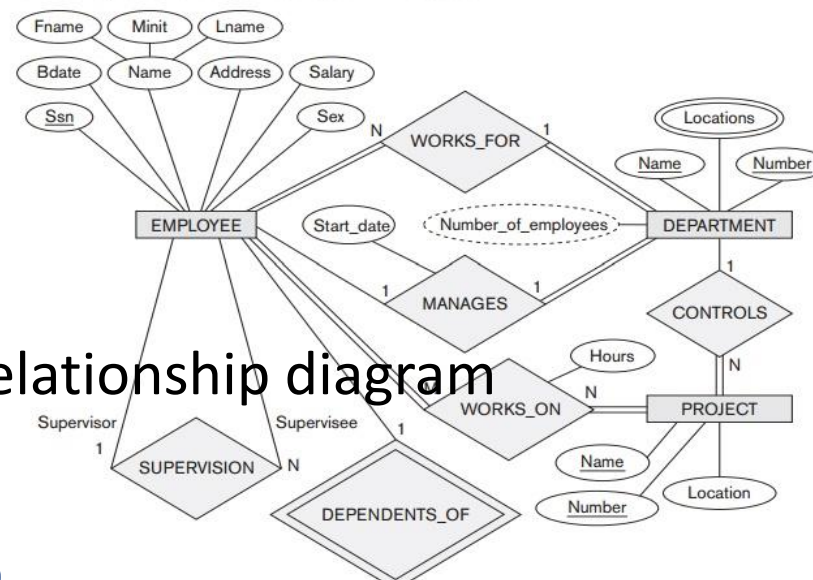 Fname Minit Lname
Bdate Name Address Salary
Ssn Sex
N WORKS_FOR 1
Locations
Name Number
EMPLOYEE Start_date Number_of_employees DEPARTMENT
1 MANAGES 1
1
CONTROLS
N
elationship diagram
Hours
WORKS_ON N PROJECT
Supervisor Supervisee 1
1 SUPERVISION N
Name
Number Location
DEPENDENTS_OF